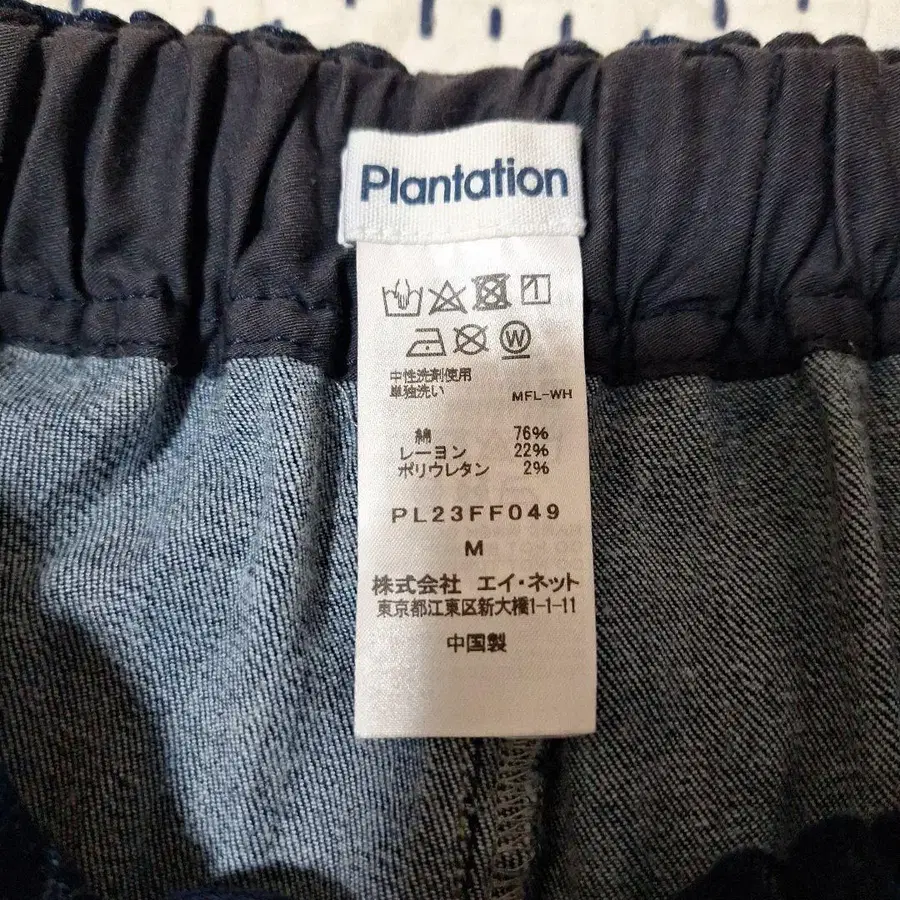 Plantation
W
中性洗剤使用
単独洗い MFL-WH
綿 76%
レーヨン 22%
ポリウレタン 2%
PL23FF049
M
株式会社 エイ・ネット
東京都江東区新大橋1-1-11
中国製